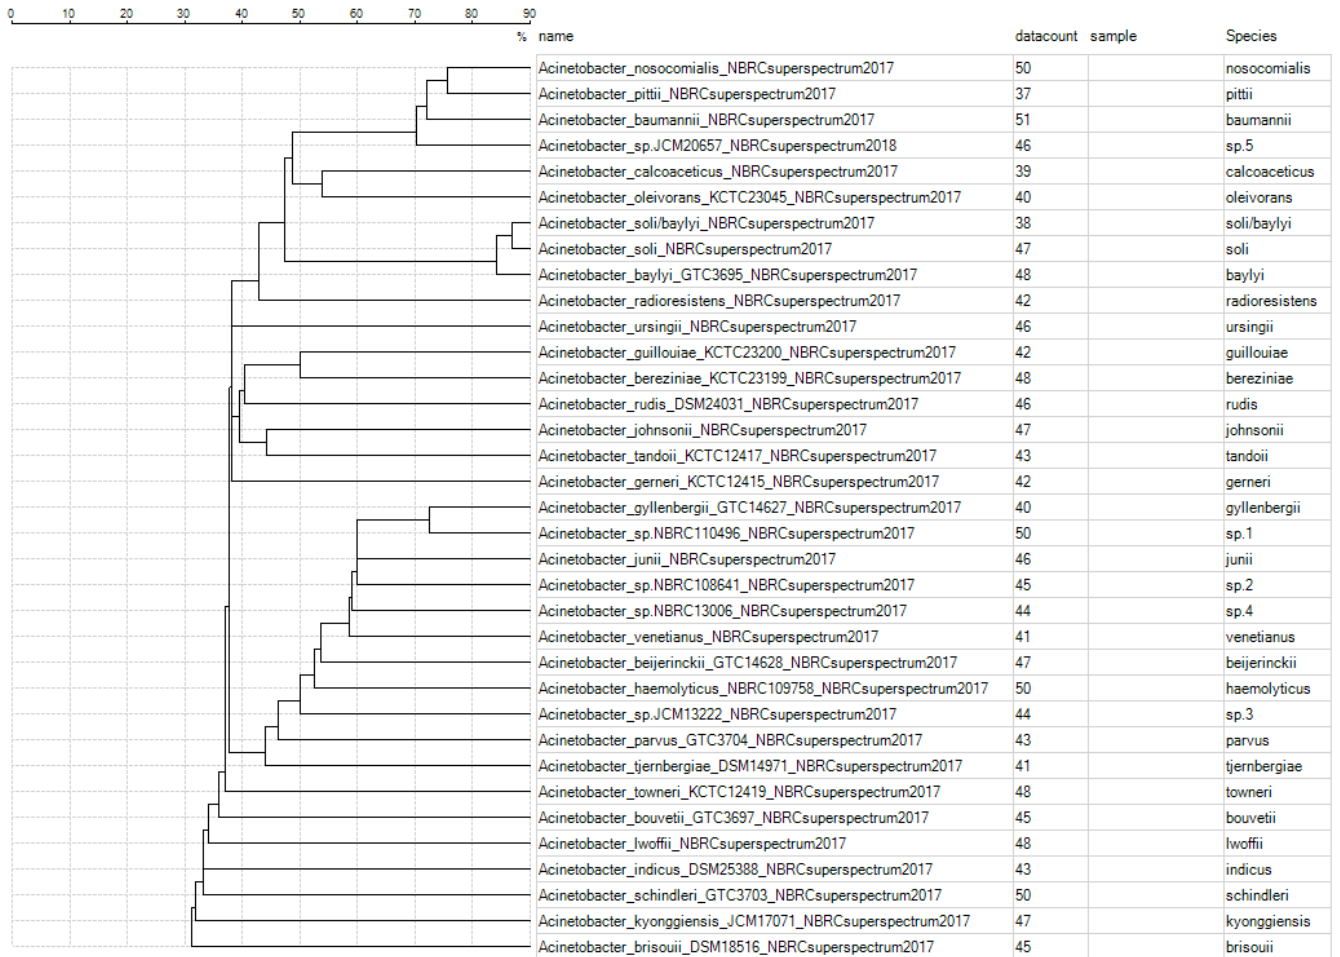 0 10 20 30 40 50 60 70 80 90
% name datacount sample Species
Acinetobacter_nosocomialis_NBRCsuperspectrum2017 50 nosocomialis
Acinetobacter_pittii_NBRCsuperspectrum2017 37 pittii
Acinetobacter_baumannii_NBRCsuperspectrum2017 51 baumannii
Acinetobacter_sp.JCM20657_NBRCsuperspectrum2018 46 sp.5
Acinetobacter_calcoaceticus_NBRCsuperspectrum2017 39 calcoaceticus
Acinetobacter_oleivorans_KCTC23045_NBRCsuperspectrum2017 40 oleivorans
Acinetobacter_soli/baylyi_NBRCsuperspectrum2017 38 soli/baylyi
Acinetobacter_soli_NBRCsuperspectrum2017 47 soli
Acinetobacter_baylyi_GTC3695_NBRCsuperspectrum2017 48 baylyi
Acinetobacter_radioresistens_NBRCsuperspectrum2017 42 radioresistens
Acinetobacter_ursingii_NBRCsuperspectrum2017 46 ursingii
Acinetobacter_guillouiae_KCTC23200_NBRCsuperspectrum2017 42 guillouiae
Acinetobacter_bereziniae_KCTC23199_NBRCsuperspectrum2017 48 bereziniae
Acinetobacter_rudis_DSM24031_NBRCsuperspectrum2017 46 rudis
Acinetobacter_johnsonii_NBRCsuperspectrum2017 47 johnsonii
Acinetobacter_tandoii_KCTC12417_NBRCsuperspectrum2017 43 tandoii
Acinetobacter_gerneri_KCTC12415_NBRCsuperspectrum2017 42 gerneri
Acinetobacter_gyllenbergii_GTC14627_NBRCsuperspectrum2017 40 gyllenbergii
Acinetobacter_sp.NBRC110496_NBRCsuperspectrum2017 50 sp.1
Acinetobacter_junii_NBRCsuperspectrum2017 46 junii
Acinetobacter_sp.NBRC108641_NBRCsuperspectrum2017 45 sp.2
Acinetobacter_sp.NBRC13006_NBRCsuperspectrum2017 44 sp.4
Acinetobacter_venetianus_NBRCsuperspectrum2017 41 venetianus
Acinetobacter_beijerinckii_GTC14628_NBRCsuperspectrum2017 47 beijerinckii
Acinetobacter_haemolyticus_NBRC109758_NBRCsuperspectrum2017 50 haemolyticus
Acinetobacter_sp.JCM13222_NBRCsuperspectrum2017 44 sp.3
Acinetobacter_parvus_GTC3704_NBRCsuperspectrum2017 43 parvus
Acinetobacter_tjernbergiae_DSM14971_NBRCsuperspectrum2017 41 tjernbergiae
Acinetobacter_towneri_KCTC12419_NBRCsuperspectrum2017 48 towneri
Acinetobacter_bouvetii_GTC3697_NBRCsuperspectrum2017 45 bouvetii
Acinetobacter_lwoffii_NBRCsuperspectrum2017 48 lwoffii
Acinetobacter_indicus_DSM25388_NBRCsuperspectrum2017 43 indicus
Acinetobacter_schindleri_GTC3703_NBRCsuperspectrum2017 50 schindleri
Acinetobacter_kyonggiensis_JCM17071_NBRCsuperspectrum2017 47 kyonggiensis
Acinetobacter_brisouii_DSM18516_NBRCsuperspectrum2017 45 brisouii